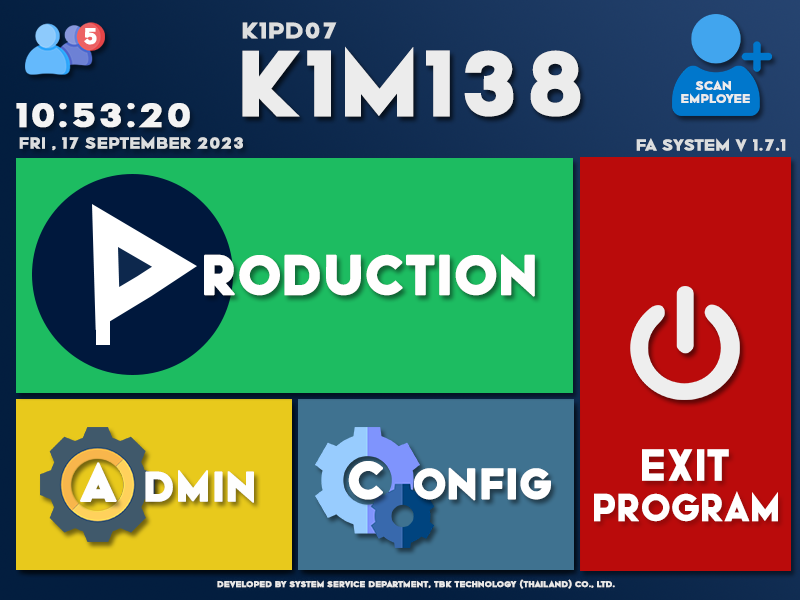 5
K1PD07
K1M138
SCAN
EMPLOYEE
10:53:20
FRI , 17 SEPTEMBER 2023
FA SYSTEM V 1.7.1
PRODUCTION
ADMIN
CONFIG
EXIT
PROGRAM
DEVELOPED BY SYSTEM SERVICE DEPARTMENT, TBK TECHNOLOGY (THAILAND) CO., LTD.